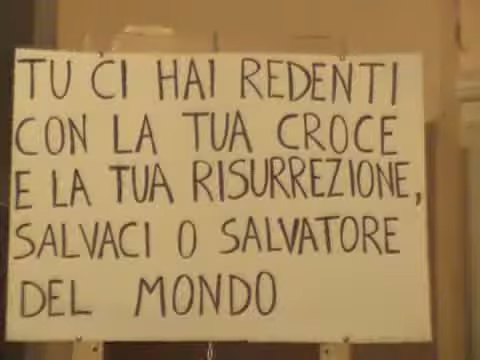 TU CI HAI REDENTI
CON LA TUA CROCE
E LA TUA RISURREZIONE,
SALVACI O SALVATORE
DEL MONDO